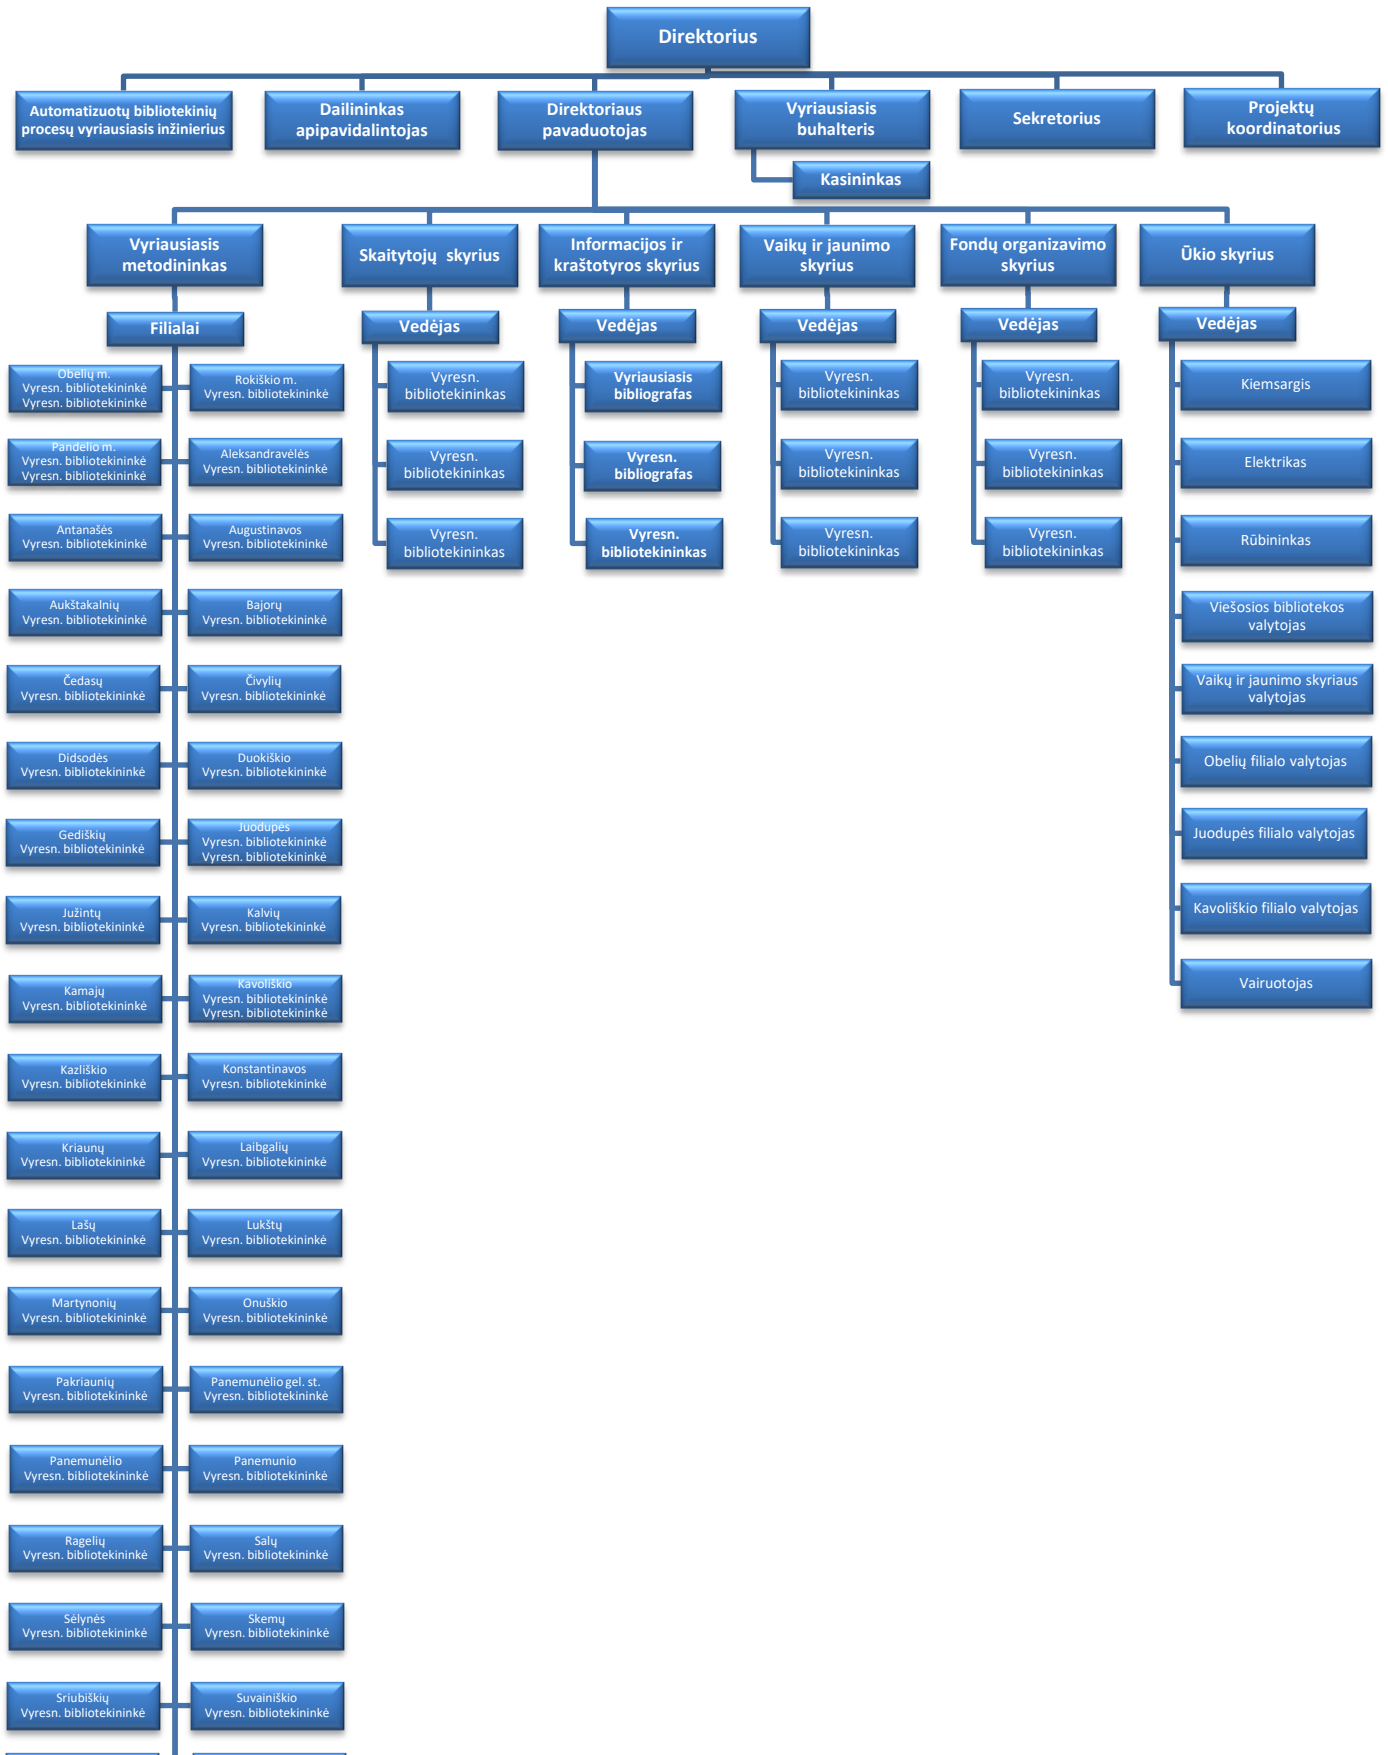 Direktorius
Automatizuotų bibliotekinių
procesų vyriausiasis inžinierius
Dailininkas
apipavidalintojas
Direktoriaus
pavaduotojas
Vyriausiasis
buhalteris
Sekretorius
Projektų
koordinatorius
Kasininkas
Vyriausiasis
metodininkas
Skaitytojų skyrius
Informacijos ir
kraštotyros skyrius
Vaikų ir jaunimo
skyrius
Fondų organizavimo
skyrius
Ūkio skyrius
Filialai
Vedėjas
Vedėjas
Vedėjas
Vedėjas
Vedėjas
Obelių m.
Vyresn. bibliotekininkė
Vyresn. bibliotekininkė
Rokiškio m.
Vyresn. bibliotekininkė
Pandėlio m.
Vyresn. bibliotekininkė
Vyresn. bibliotekininkė
Aleksandravėlės
Vyresn. bibliotekininkė
Antanašės
Vyresn. bibliotekininkė
Augustinavos
Vyresn. bibliotekininkė
Aukštakalnių
Vyresn. bibliotekininkė
Bajorų
Vyresn. bibliotekininkė
Čedasų
Vyresn. bibliotekininkė
Čivylių
Vyresn. bibliotekininkė
Didsodės
Vyresn. bibliotekininkė
Duokiškio
Vyresn. bibliotekininkė
Gediškių
Vyresn. bibliotekininkė
Juodupės
Vyresn. bibliotekininkė
Vyresn. bibliotekininkė
Južintų
Vyresn. bibliotekininkė
Kalvių
Vyresn. bibliotekininkė
Kamajų
Vyresn. bibliotekininkė
Kavoliškio
Vyresn. bibliotekininkė
Vyresn. bibliotekininkė
Kazliškio
Vyresn. bibliotekininkė
Konstantinavos
Vyresn. bibliotekininkė
Kriaunų
Vyresn. bibliotekininkė
Laibgalių
Vyresn. bibliotekininkė
Lašų
Vyresn. bibliotekininkė
Lukštų
Vyresn. bibliotekininkė
Martynonių
Vyresn. bibliotekininkė
Onuškio
Vyresn. bibliotekininkė
Pakriaunių
Vyresn. bibliotekininkė
Panemunėlio gel. st.
Vyresn. bibliotekininkė
Panemunėlio
Vyresn. bibliotekininkė
Panemunio
Vyresn. bibliotekininkė
Ragelių
Vyresn. bibliotekininkė
Salų
Vyresn. bibliotekininkė
Sėlynės
Vyresn. bibliotekininkė
Skemų
Vyresn. bibliotekininkė
Sriubiškių
Vyresn. bibliotekininkė
Suvainiškio
Vyresn. bibliotekininkė
Vyresn.
bibliotekininkas
Vyresn.
bibliotekininkas
Vyresn.
bibliotekininkas
Vyriausiasis
bibliografas
Vyresn.
bibliografas
Vyresn.
bibliotekininkas
Vyresn.
bibliotekininkas
Vyresn.
bibliotekininkas
Vyresn.
bibliotekininkas
Vyresn.
bibliotekininkas
Vyresn.
bibliotekininkas
Vyresn.
bibliotekininkas
Kiemsargis
Elektrikas
Rūbininkas
Viešosios bibliotekos
valytojas
Vaikų ir jaunimo skyriaus
valytojas
Obelių filialo valytojas
Juodupės filialo valytojas
Kavoliškio filialo valytojas
Vairuotojas